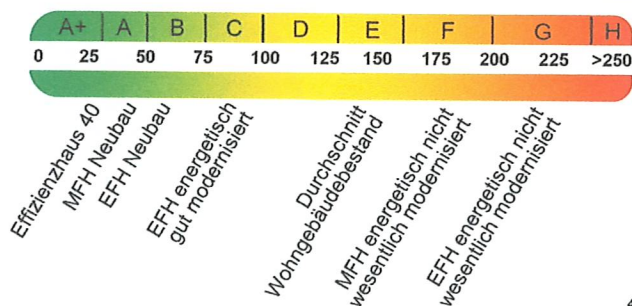 A+ A B C D E F G H
0 25 50 75 100 125 150 175 200 225 >250
Effizienzhaus 40
MFH Neubau
EFH Neubau
EFH energetisch
gut modernisiert
Durchschnitt
Wohngebäudebestand
MFH energetisch nicht
wesentlich modernisiert
EFH energetisch nicht
wesentlich modernisiert